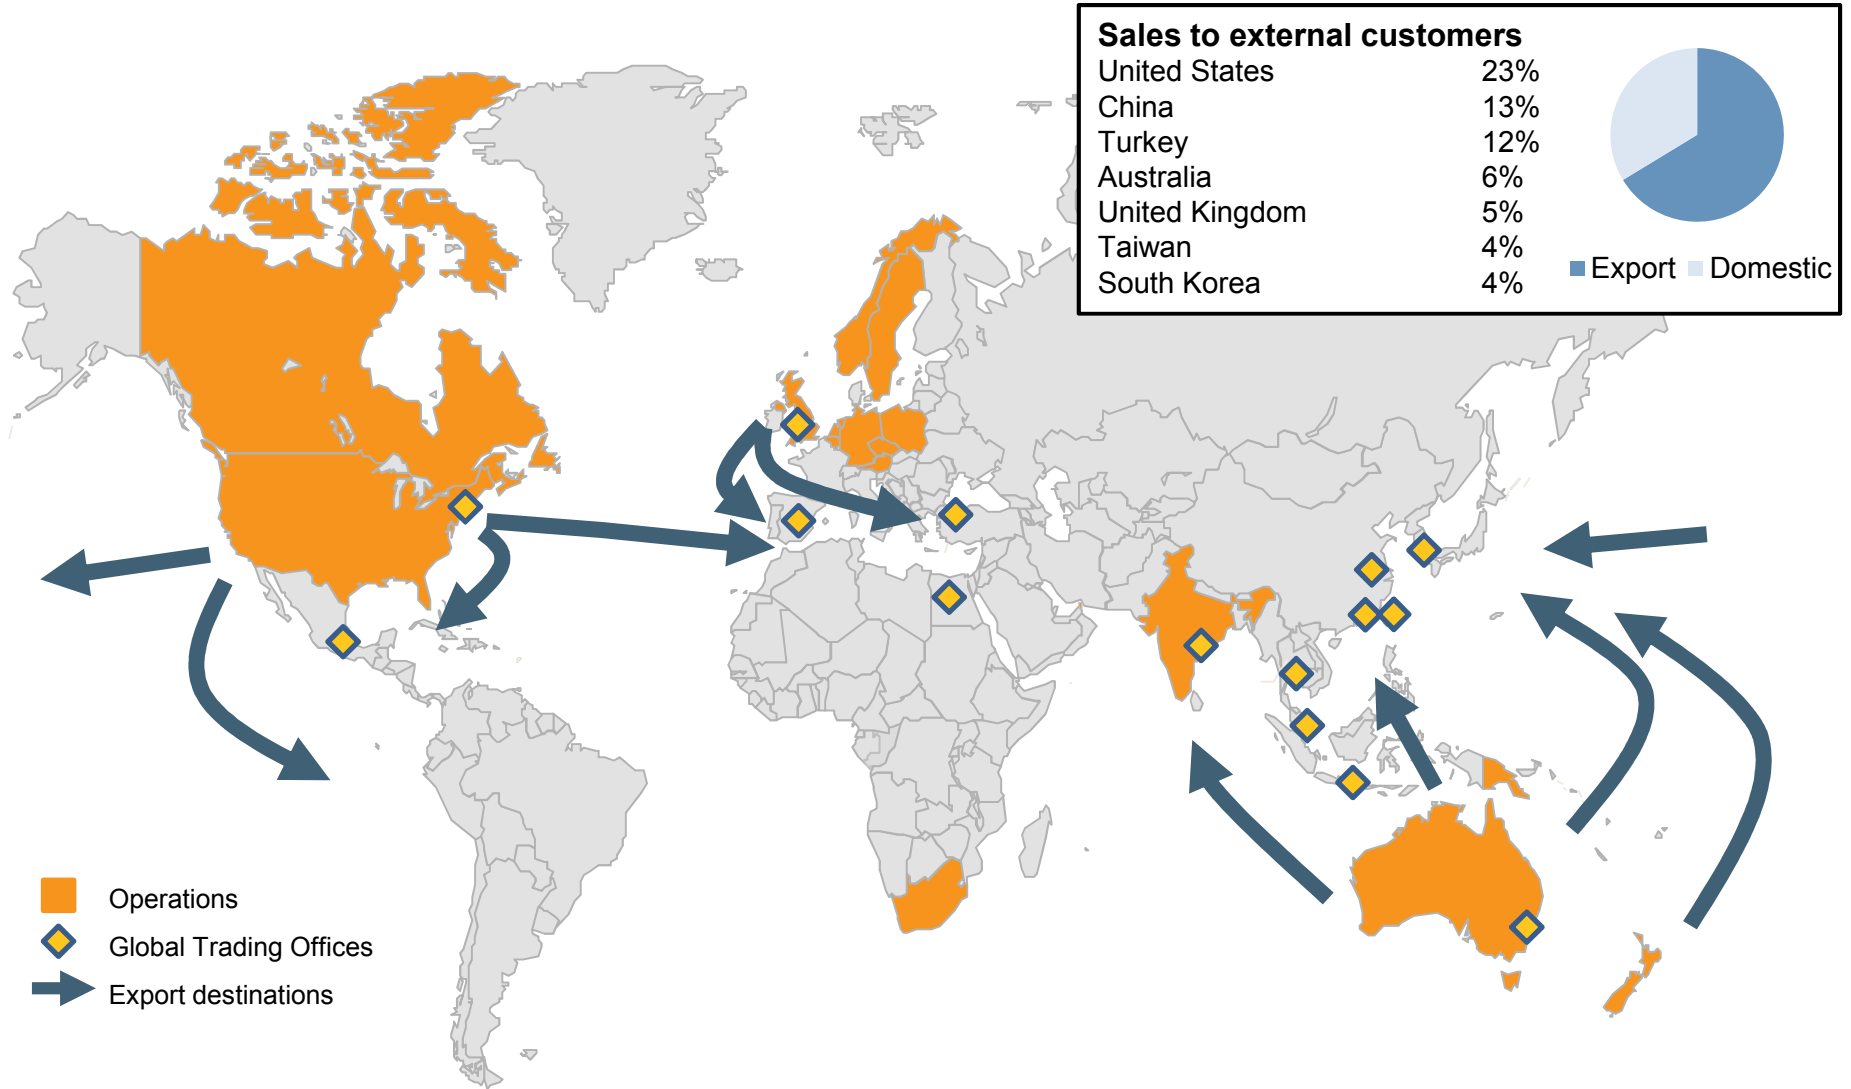 Sales to external customers
United States 23%
China 13%
Turkey 12%
Australia 6%
United Kingdom 5%
Taiwan 4%
South Korea 4%
Export Domestic
Operations
Global Trading Offices
Export destinations